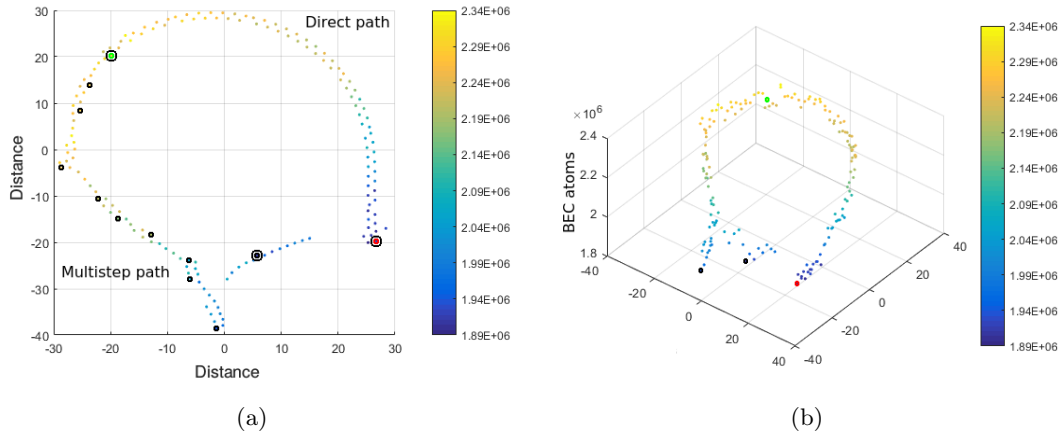 Direct path
Multistep path
Distance
30
20
10
0
-10
-20
-30
-40
-30
-20
-10
0
10
20
30
Distance
2.34E+06
2.29E+06
2.24E+06
2.19E+06
2.14E+06
2.09E+06
2.04E+06
1.99E+06
1.94E+06
1.89E+06
(a)
×10⁶
BEC atoms
2.4
2.2
2
1.8
-40
-20
0
20
40
-40
-20
0
20
40
2.34E+06
2.29E+06
2.24E+06
2.19E+06
2.14E+06
2.09E+06
2.04E+06
1.99E+06
1.94E+06
1.89E+06
(b)